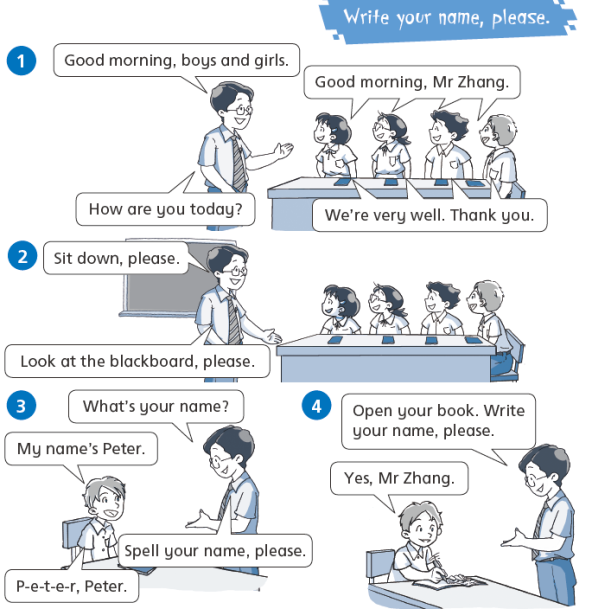 Write your name, please.
1
Good morning, boys and girls.
Good morning, Mr Zhang.
How are you today?
We're very well. Thank you.
2
Sit down, please.
Look at the blackboard, please.
3
What's your name?
My name's Peter.
Spell your name, please.
P-e-t-e-r, Peter.
4
Open your book. Write
your name, please.
Yes, Mr Zhang.